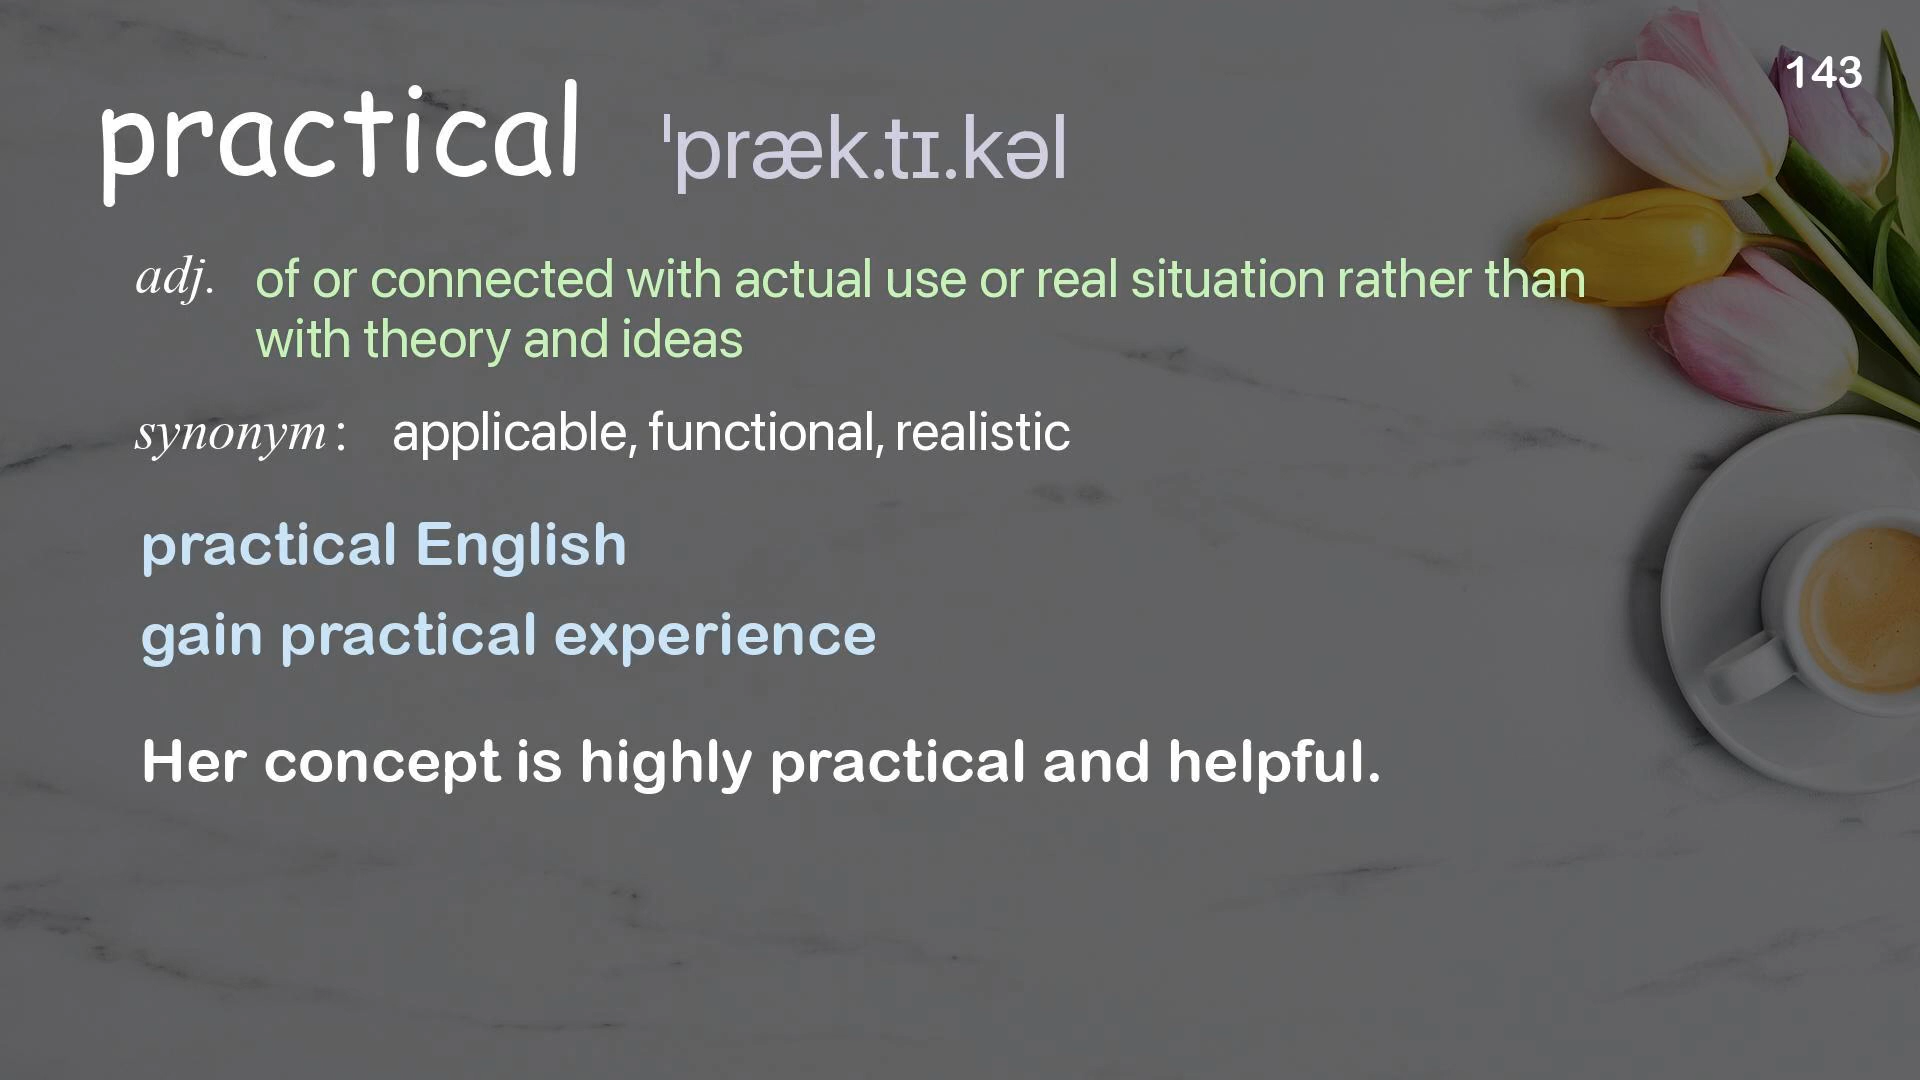 143
practical ˈpræk.tɪ.kəl
adj. of or connected with actual use or real situation rather than
with theory and ideas
synonym: applicable, functional, realistic
practical English
gain practical experience
Her concept is highly practical and helpful.